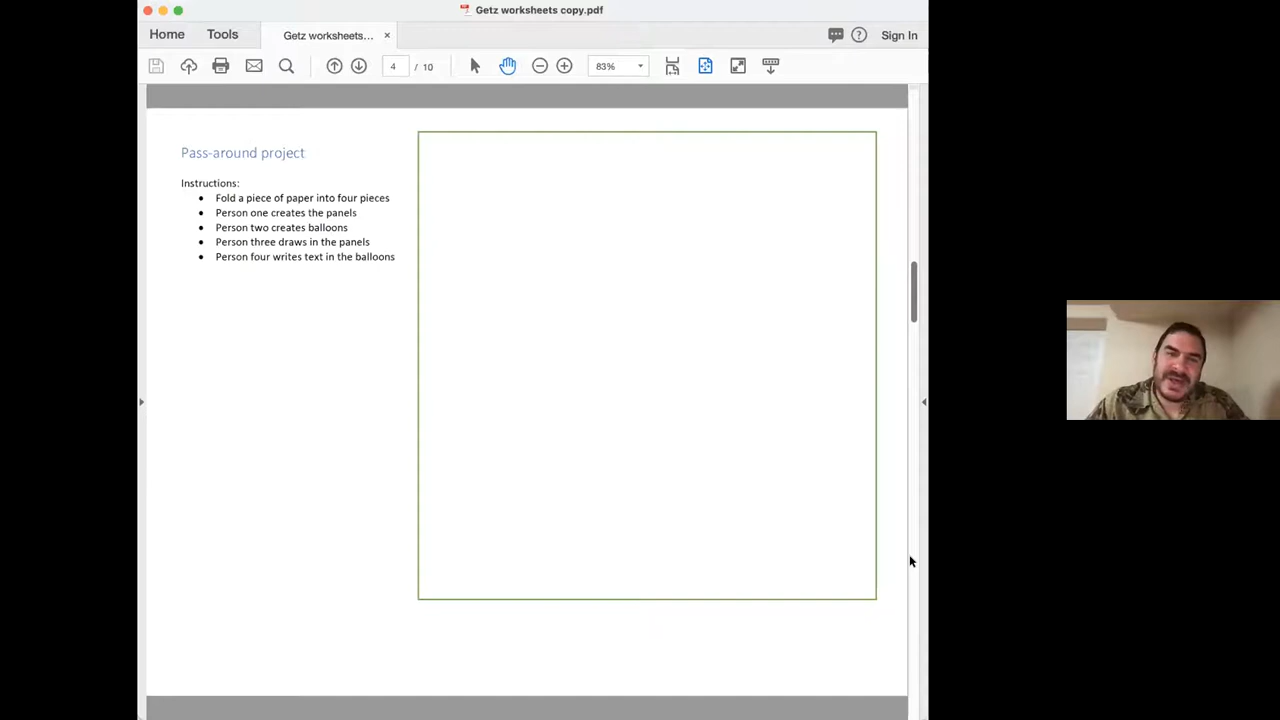 Getz worksheets copy.pdf
Home Tools Getz worksheets... × ? Sign In
4 / 10 83%
Pass-around project
Instructions:
• Fold a piece of paper into four pieces
• Person one creates the panels
• Person two creates balloons
• Person three draws in the panels
• Person four writes text in the balloons